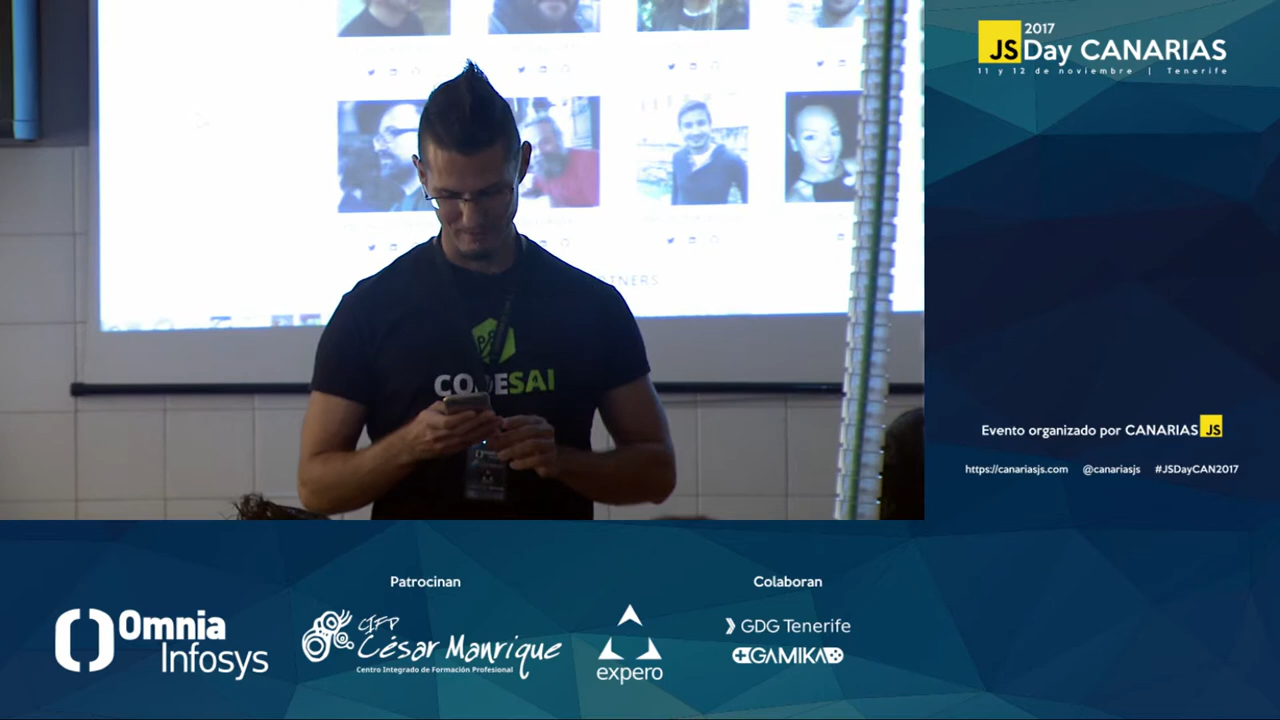 2017
JS Day CANARIAS
11 y 12 de noviembre | Tenerife
CODESAI
Evento organizado por CANARIAS JS
https://canariasjs.com @canariasjs #JSDayCAN2017
Patrocinan
Colaboran
Omnia
Infosys
CIFP
César Manrique
Centro Integrado de Formación Profesional
expero
GDG Tenerife
GAMIKA